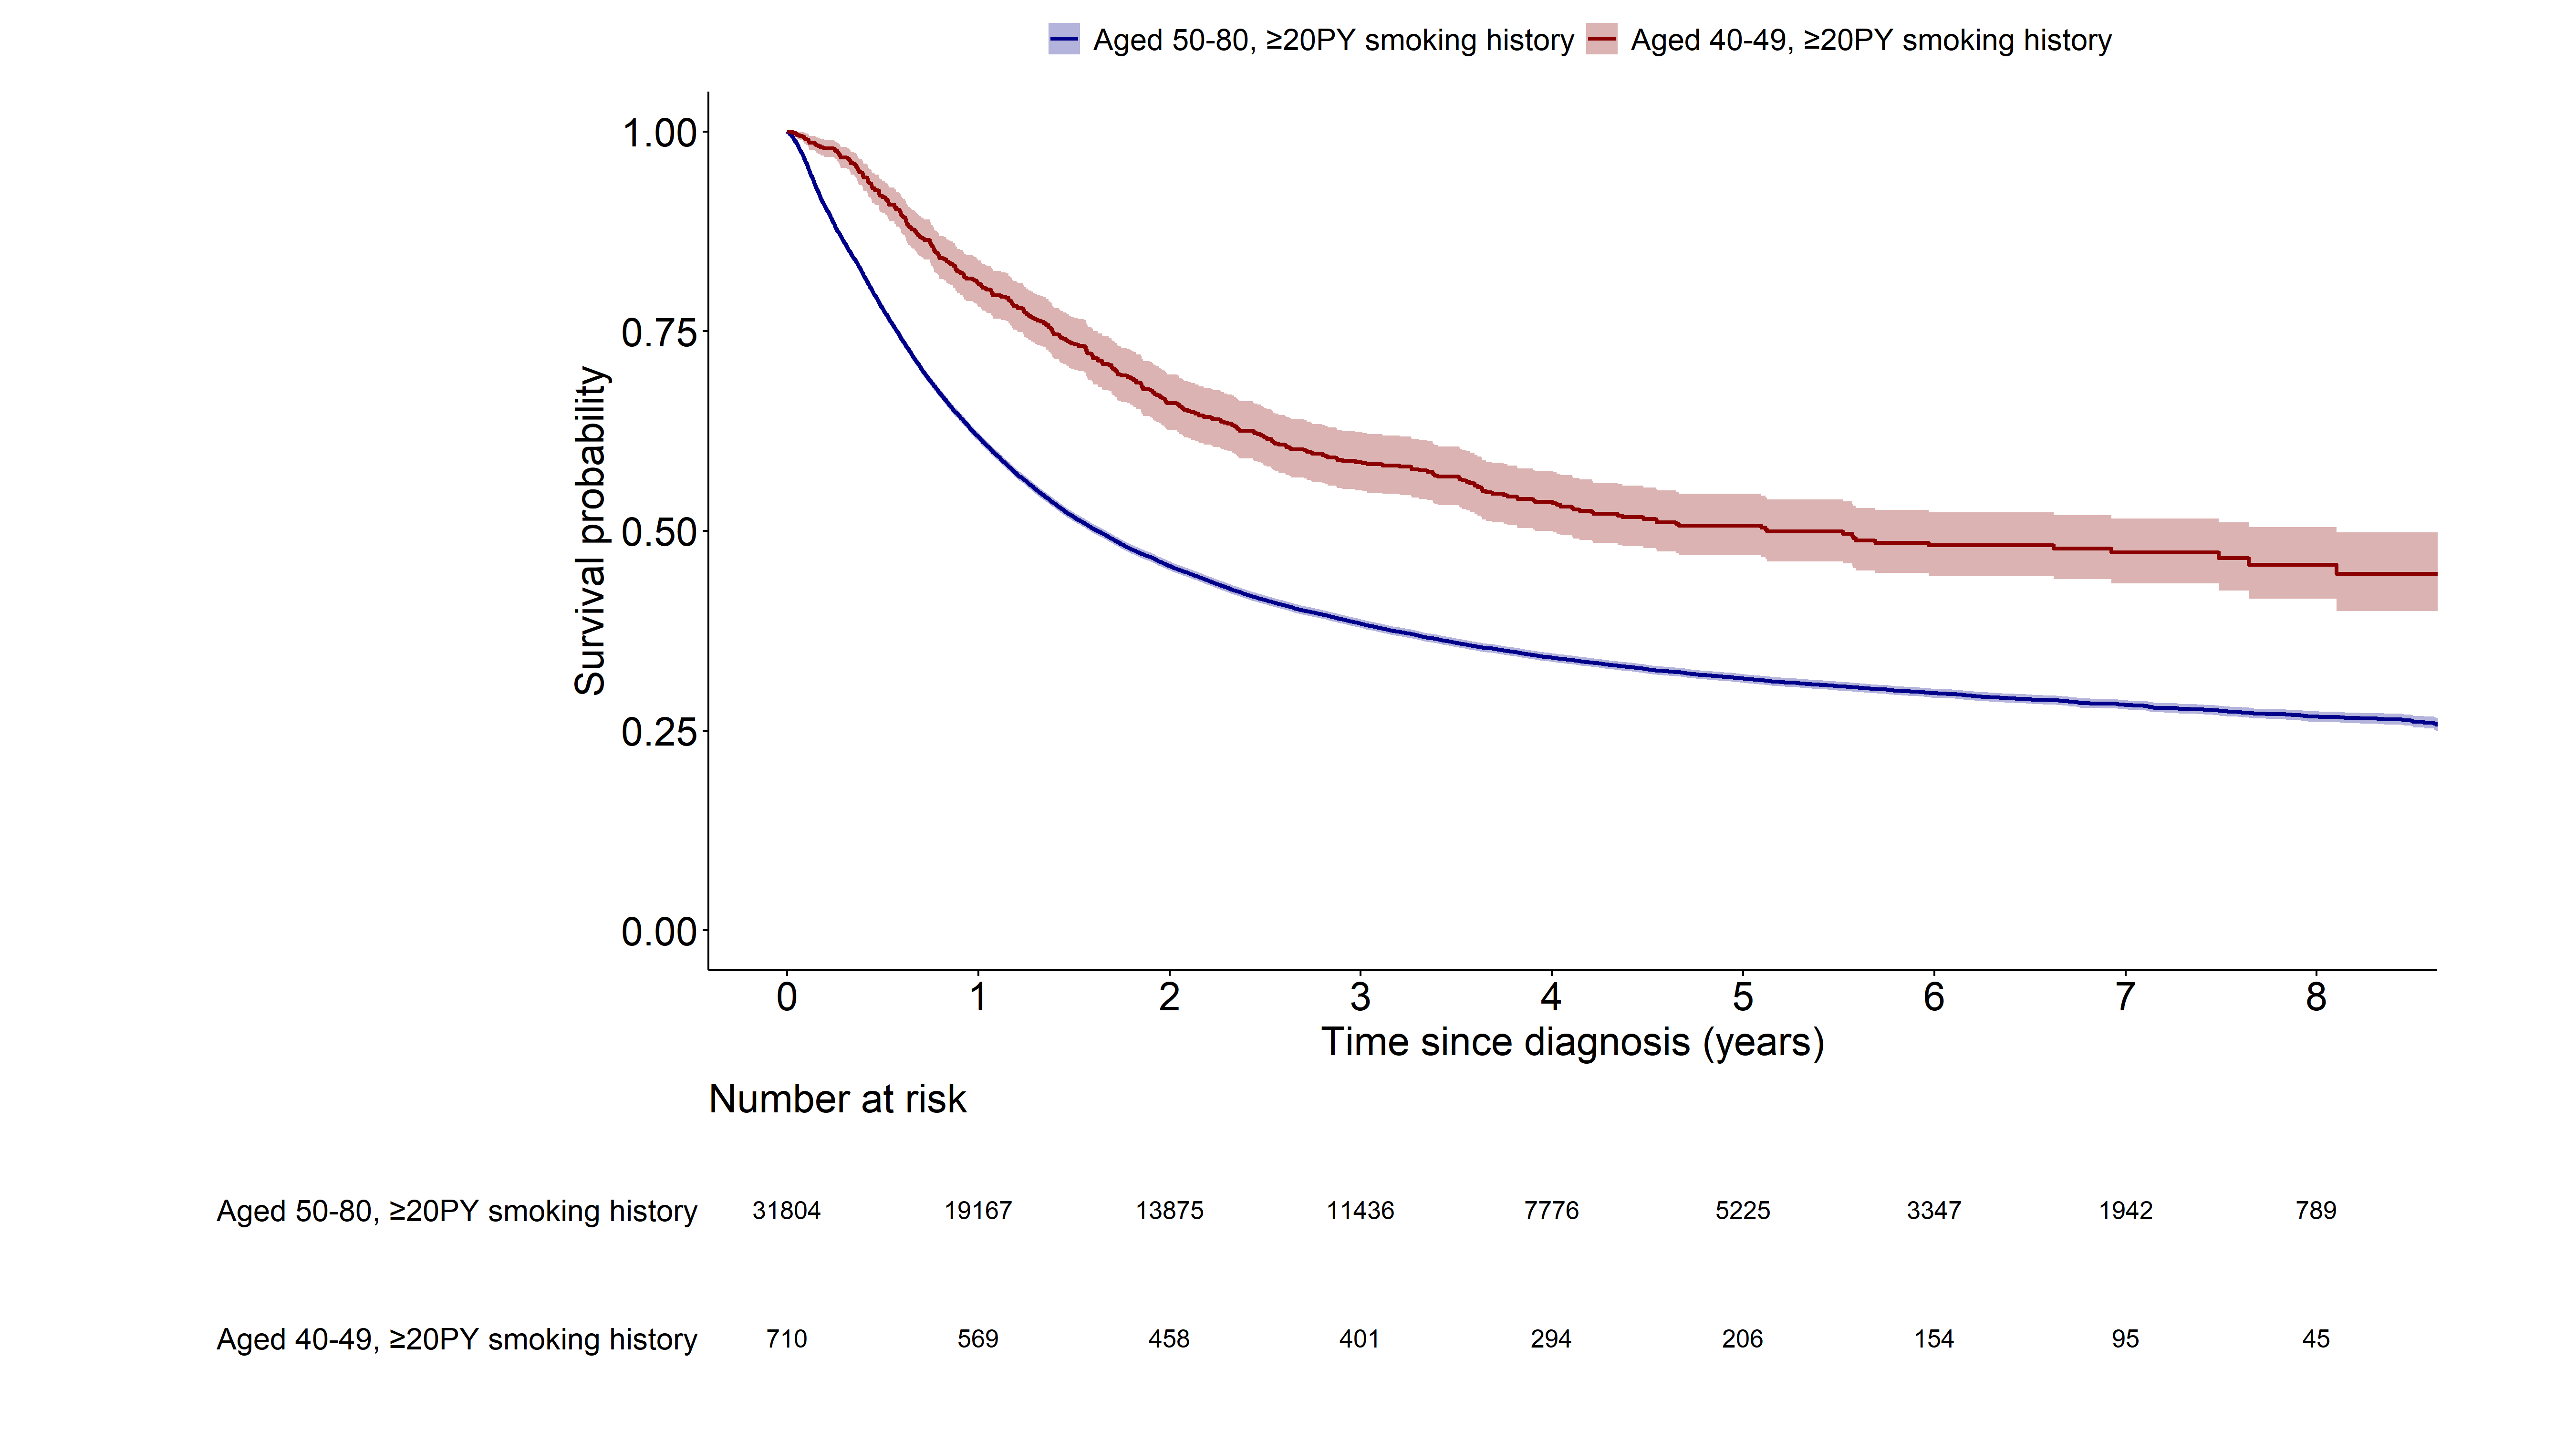 Aged 50-80, ≥20PY smoking history Aged 40-49, ≥20PY smoking history
Survival probability
1.00
0.75
0.50
0.25
0.00
0 1 2 3 4 5 6 7 8
Time since diagnosis (years)
Number at risk
Aged 50-80, ≥20PY smoking history 31804 19167 13875 11436 7776 5225 3347 1942 789
Aged 40-49, ≥20PY smoking history 710 569 458 401 294 206 154 95 45